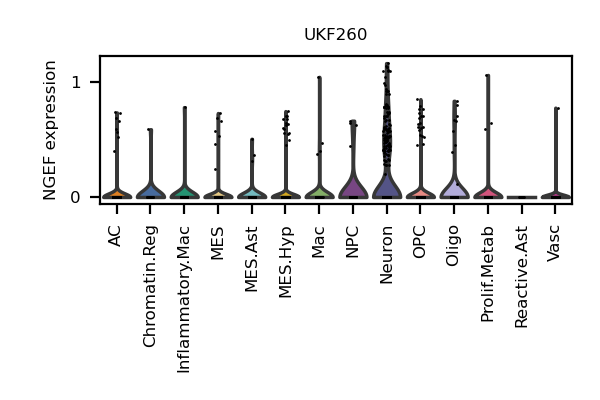 UKF260
NGEF expression
1
0
AC
Chromatin.Reg
Inflammatory.Mac
MES
MES.Ast
MES.Hyp
Mac
NPC
Neuron
OPC
Oligo
Prolif.Metab
Reactive.Ast
Vasc